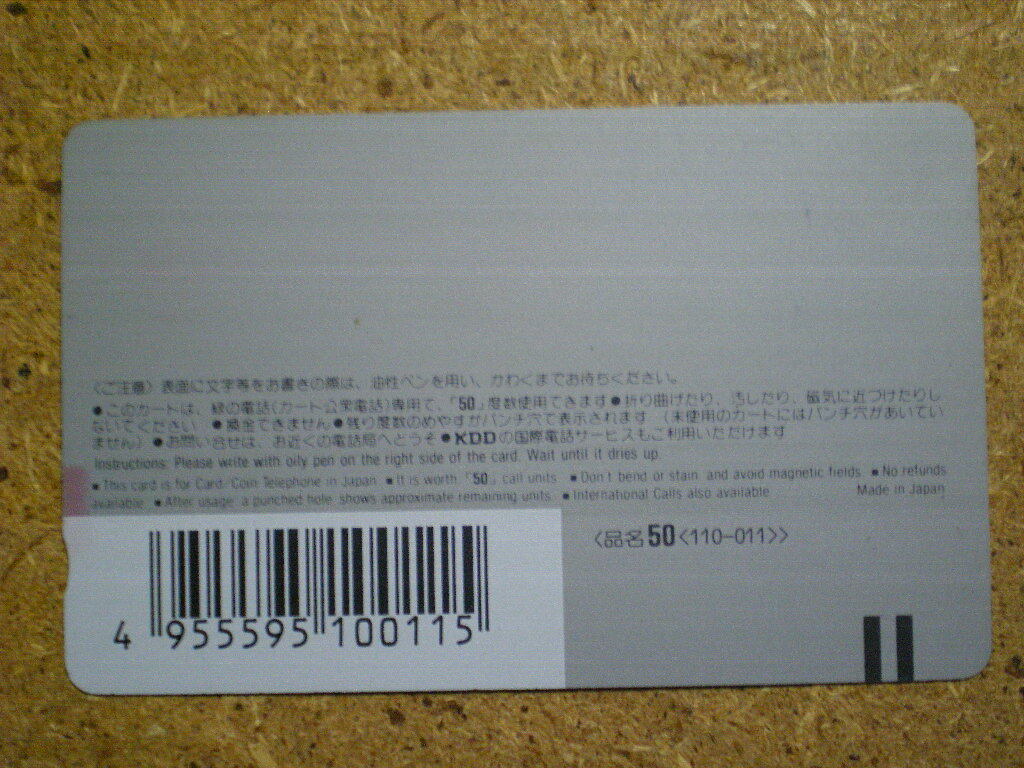 〈ご注意〉表面に文字等をお書きの際は、油性ペンを用い、かわくまでお待ちください。
●このカードは、緑の電話(カード公衆電話)専用で、「50」度数使用できます●折り曲げたり、汚したり、磁気に近づけたりし
ないでください ●換金できません●残り度数のめやすがパンチ穴で表示されます (未使用のカードにはパンチ穴があいてい
ません)●お問い合せは、お近くの電話局へどうぞ●KDDの国際電話サービスもご利用いただけます
Instructions: Please write with oily pen on the right side of the card. Wait until it dries up.
■This card is for Card/Coin Telephone in Japan ■It is worth「50」call units ■Don't bend or stain and avoid magnetic fields ■No refunds
available ■After usage a punched hole shows approximate remaining units ■International Calls also available
Made in Japan
〈品名50<110-011>〉
4 955595 100115